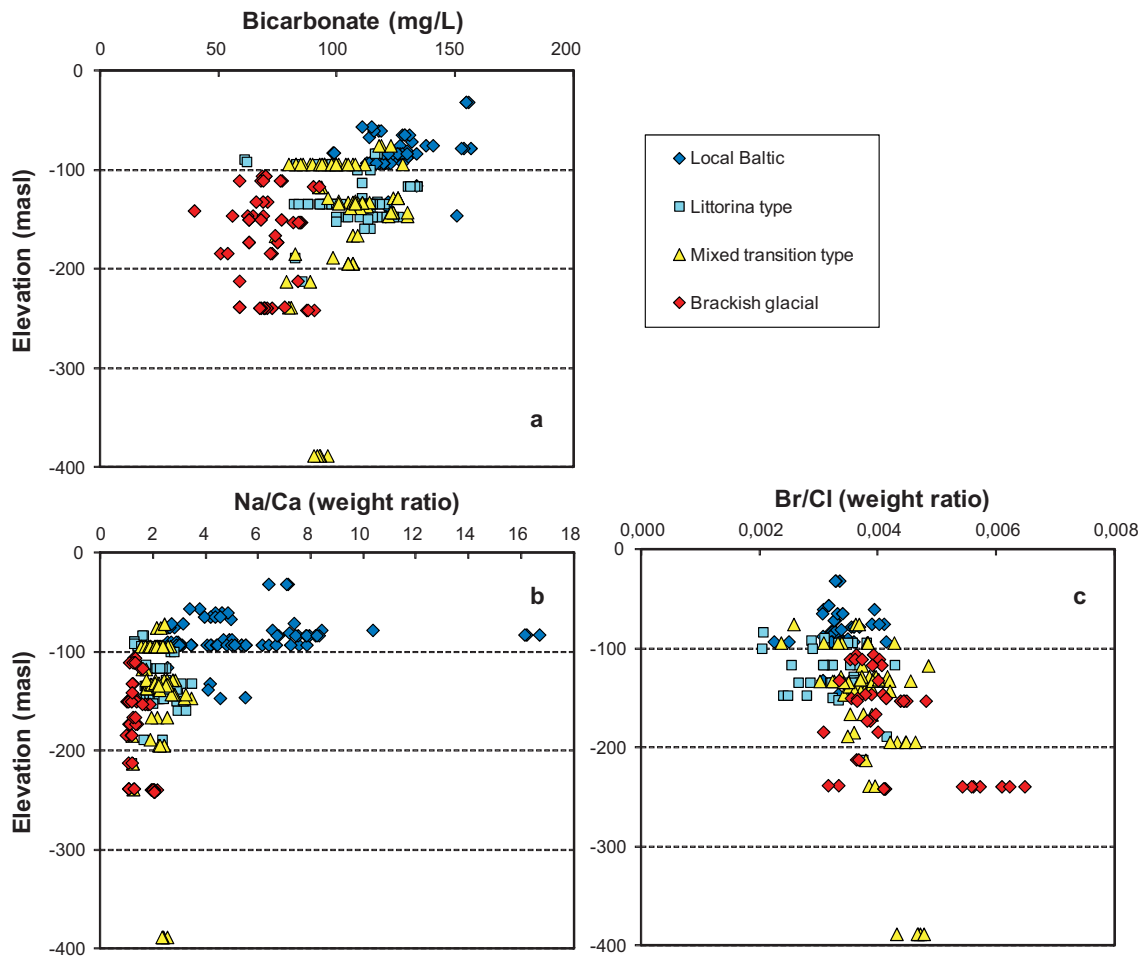 Bicarbonate (mg/L)
0 50 100 150 200
0
-100
-200
-300
-400
Elevation (masl)
a
Local Baltic
Littorina type
Mixed transition type
Brackish glacial
Na/Ca (weight ratio)
0 2 4 6 8 10 12 14 16 18
0
-100
-200
-300
-400
Elevation (masl)
b
Br/Cl (weight ratio)
0,000 0,002 0,004 0,006 0,008
0
-100
-200
-300
-400
c